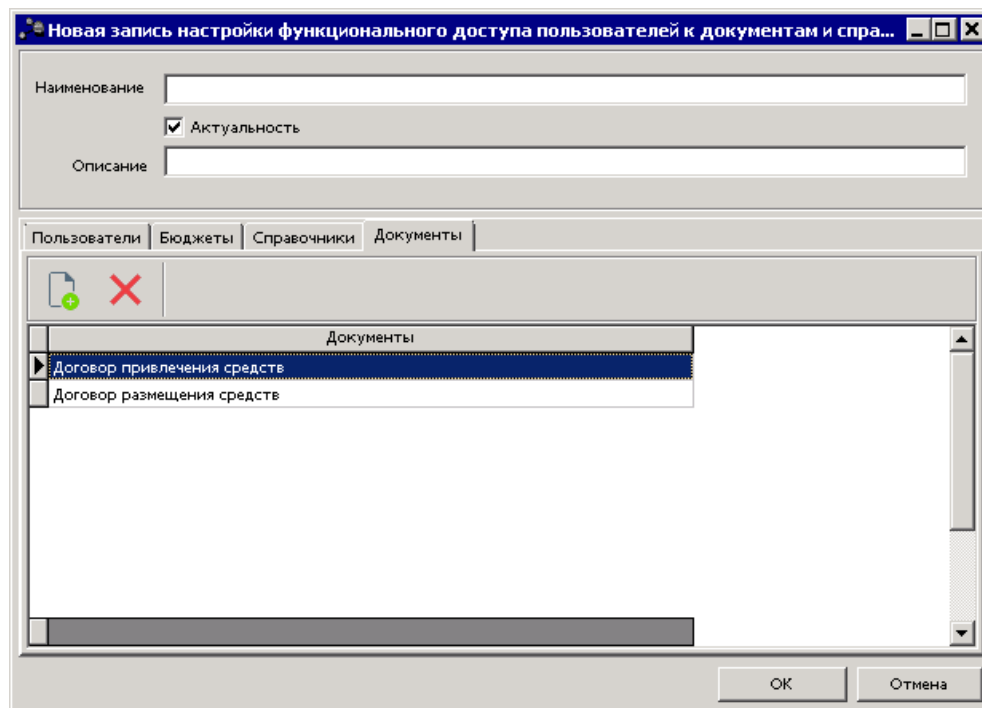 Новая запись настройки функционального доступа пользователей к документам и спра...
Наименование
Актуальность
Описание
Пользователи Бюджеты Справочники Документы
Документы
Договор привлечения средств
Договор размещения средств
OK Отмена